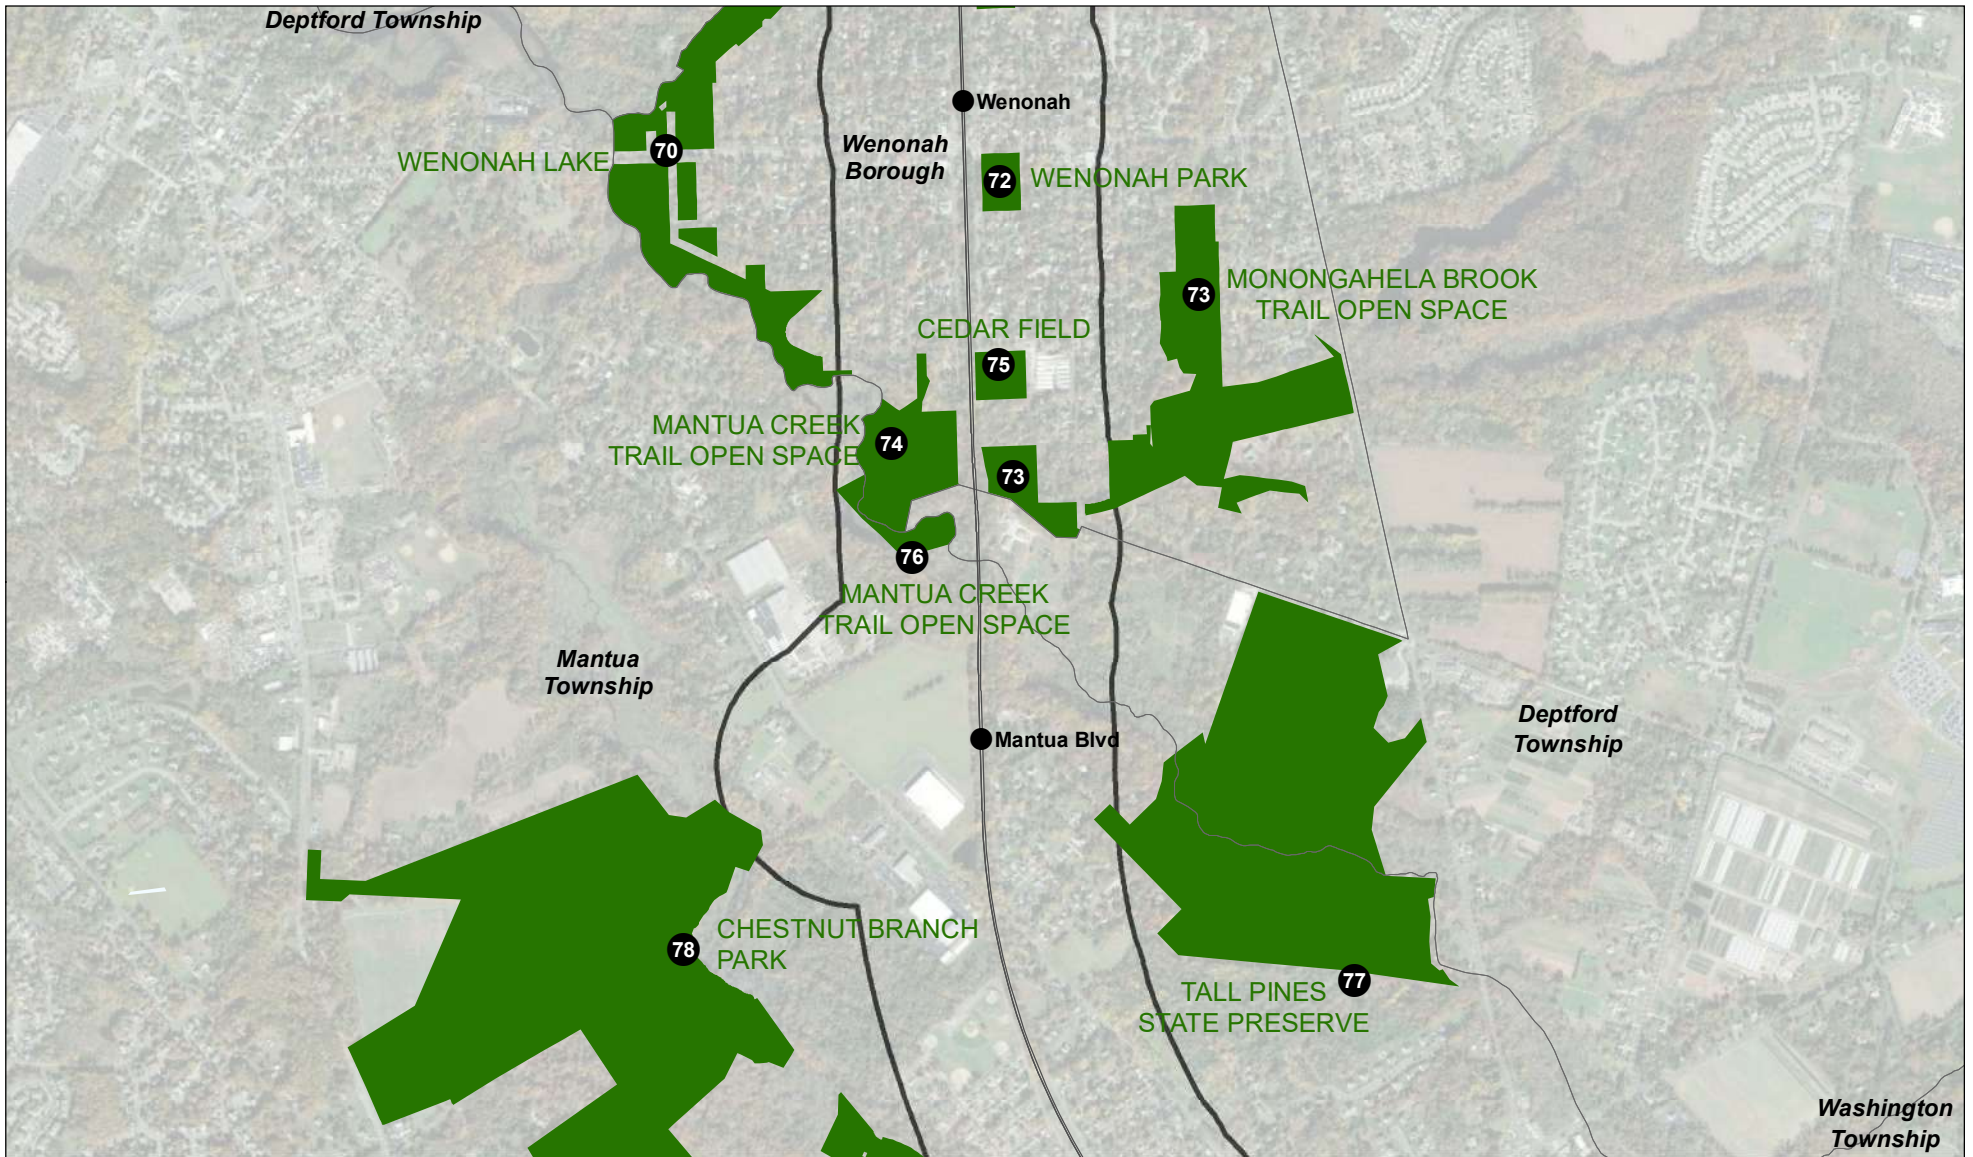 Deptford Township
Wenonah
Wenonah
Borough
70
WENONAH LAKE
72
WENONAH PARK
73
MONONGAHELA BROOK
TRAIL OPEN SPACE
CEDAR FIELD
75
MANTUA CREEK
TRAIL OPEN SPACE
74
73
76
MANTUA CREEK
TRAIL OPEN SPACE
Mantua
Township
Deptford
Township
Mantua Blvd
78
CHESTNUT BRANCH
PARK
77
TALL PINES
STATE PRESERVE
Washington
Township